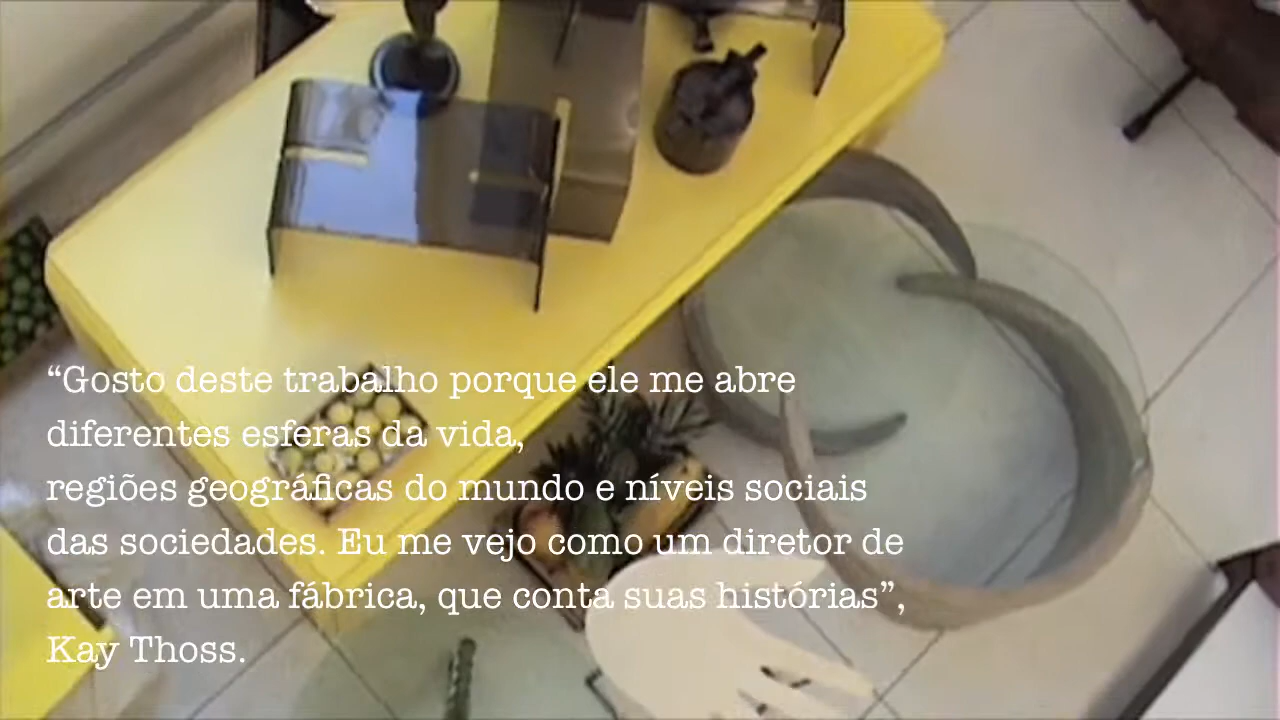 “Gosto deste trabalho porque ele me abre
diferentes esferas da vida,
regiões geográficas do mundo e níveis sociais
das sociedades. Eu me vejo como um diretor de
arte em uma fábrica, que conta suas histórias”,
Kay Thoss.